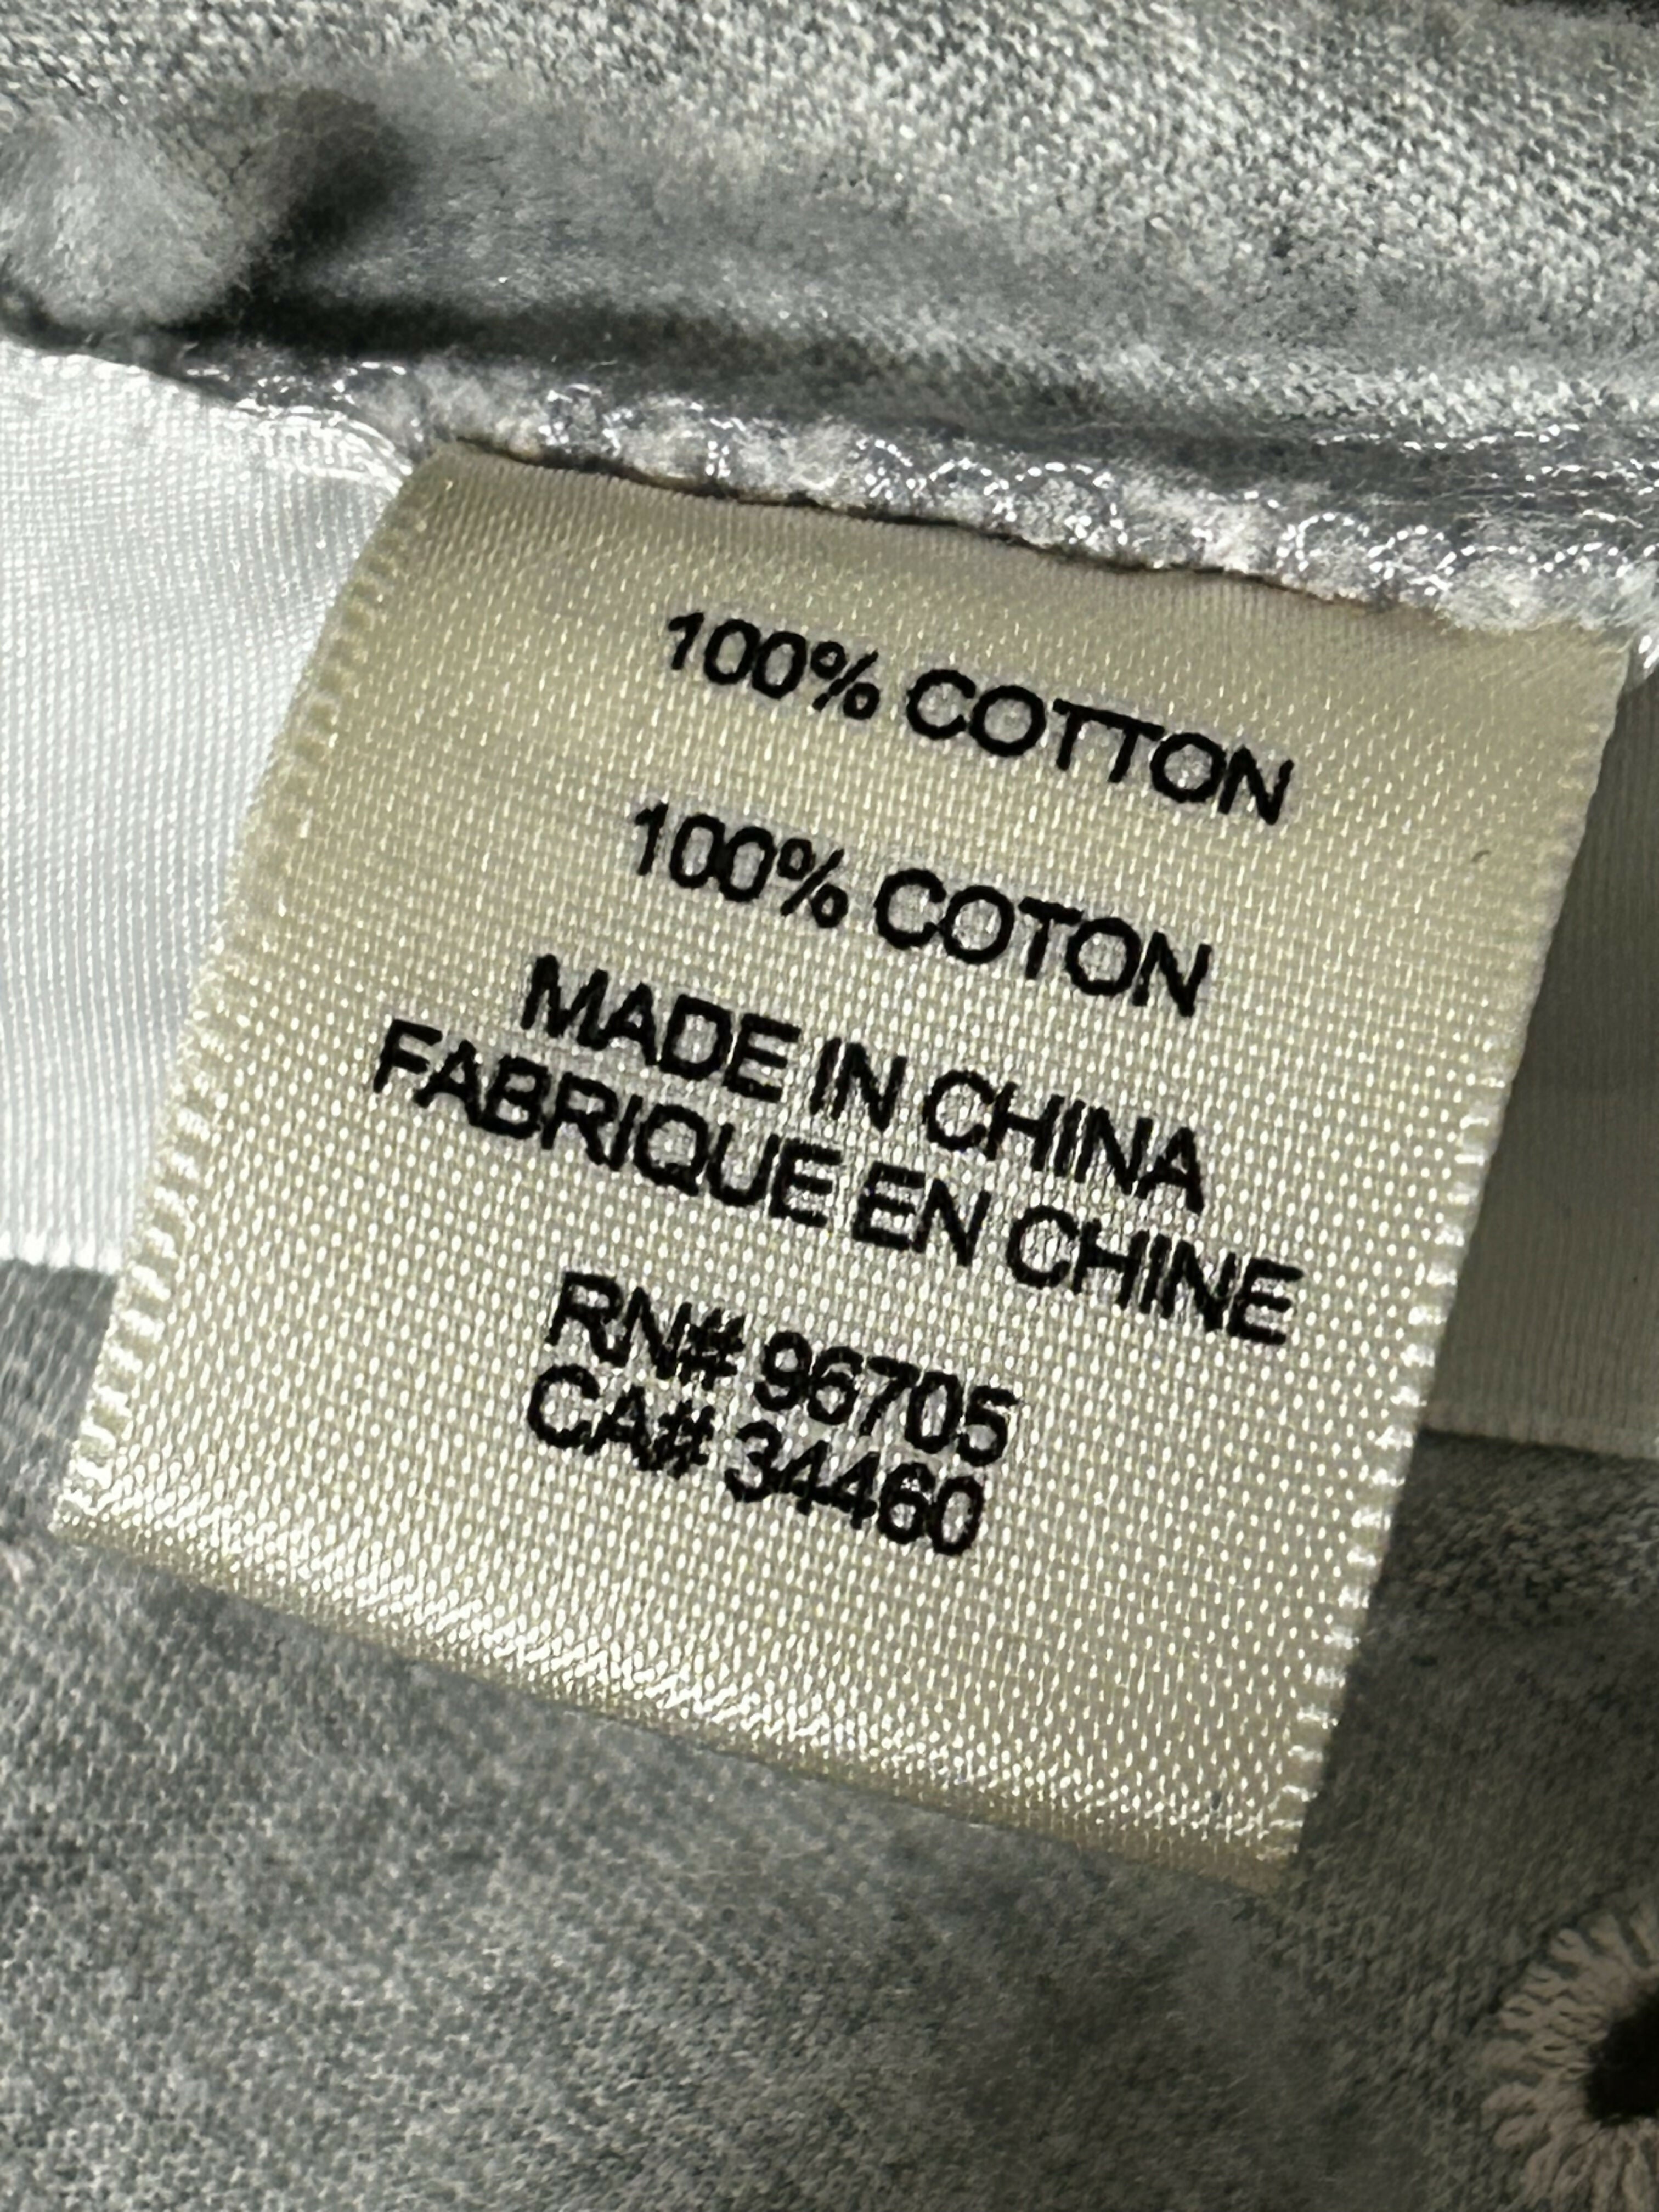 100% COTTON
100% COTON
MADE IN CHINA
FABRIQUE EN CHINE
RN# 96705
CA# 34460